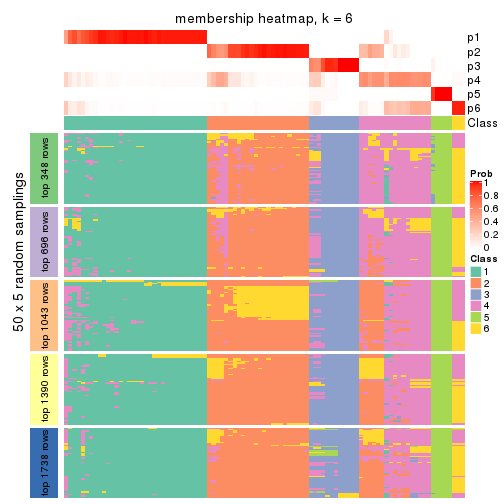 membership heatmap, k = 6
p1
p2
p3
p4
p5
p6
Class
50 x 5 random samplings
top 348 rows
top 696 rows
top 1043 rows
top 1390 rows
top 1738 rows
Prob
1
0.8
0.6
0.4
0.2
0
Class
1
2
3
4
5
6